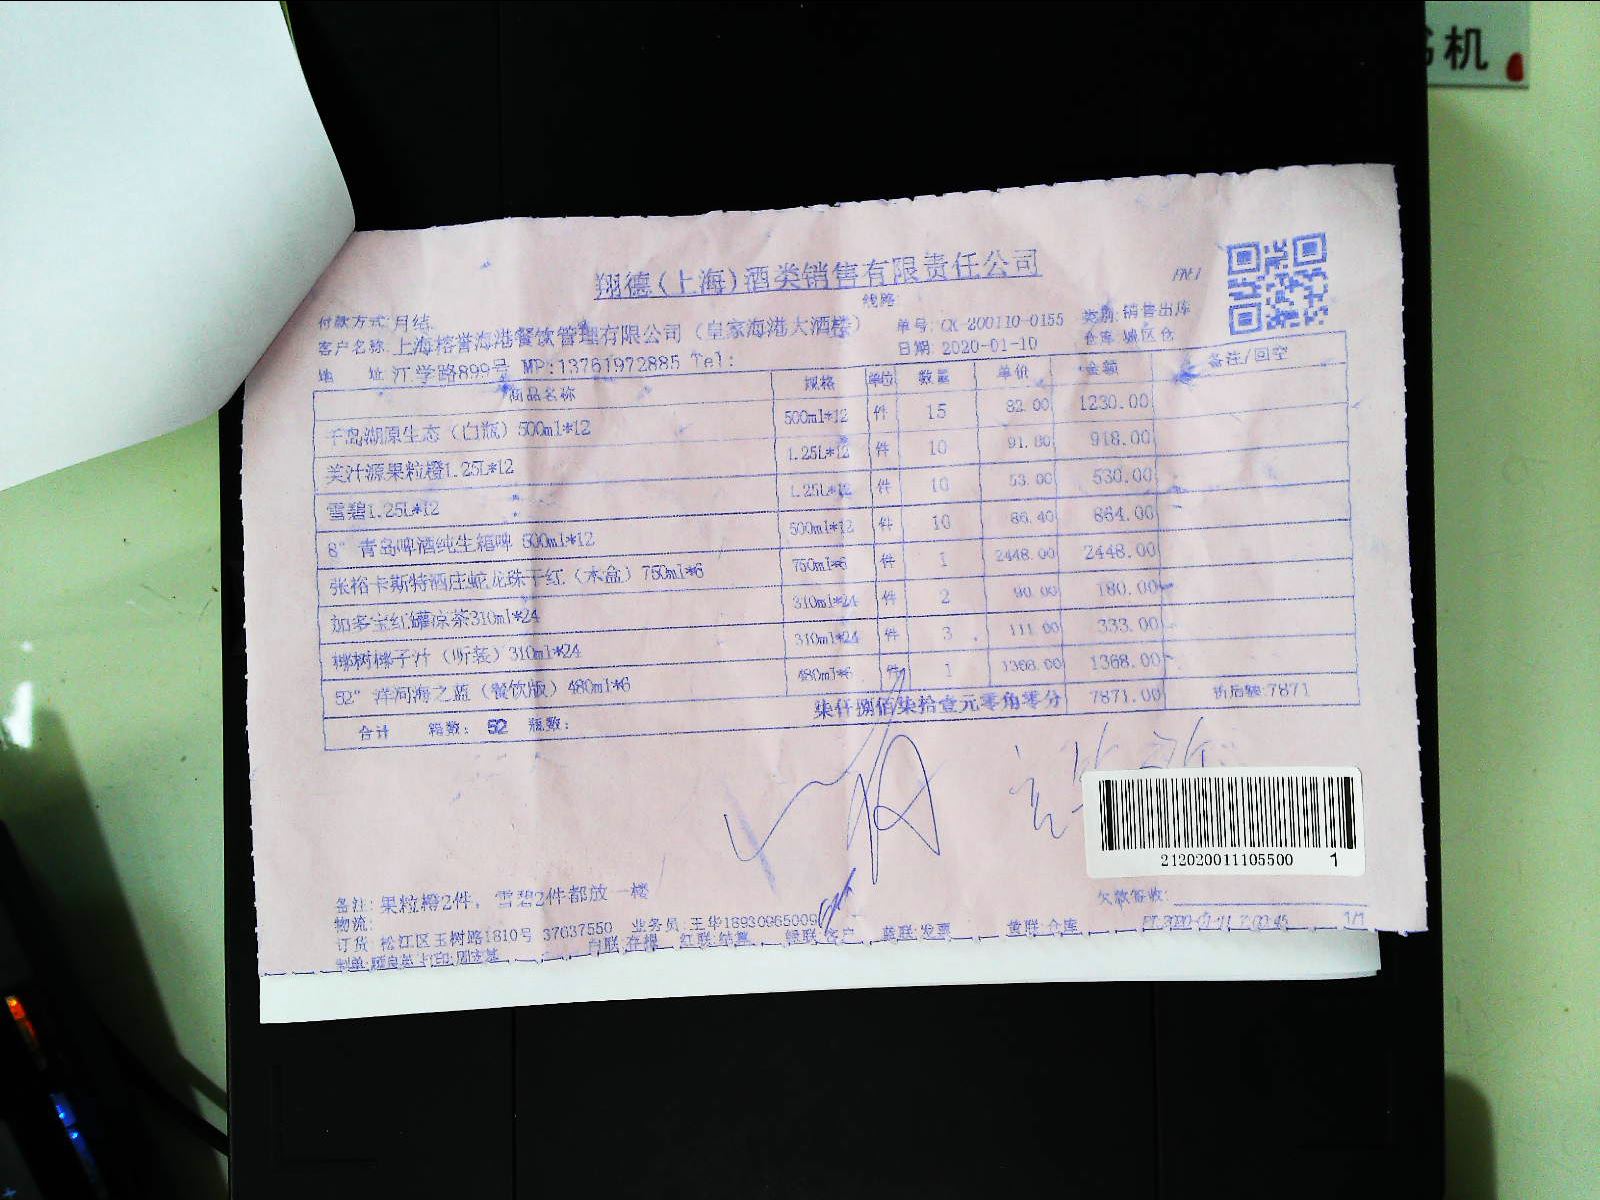 书机
翔德(上海)酒类销售有限责任公司
线路:
付款方式:月结
客户名称:上海榕誉海港餐饮管理有限公司(皇家海港大酒楼) 单号: CK-200110-0155 类别:销售出库
地 址:江学路899号 MP:13761972885 Tel: 日期: 2020-01-10 仓库 城区仓
商品名称 规格 单位 数量 单价 金额 备注/回空
千岛湖原生态(白瓶) 500ml*12 500ml*12 件 15 82.00 1230.00
美汁源果粒橙1.25L*12 1.25L*12 件 10 91.80 918.00
雪碧1.25L*12 1.25L*12 件 10 53.00 530.00
8° 青岛啤酒纯生箱啤 500ml*12 500ml*12 件 10 86.40 864.00
张裕卡斯特酒庄蛇龙珠干红(木盒) 750ml*6 750ml*6 件 1 2448.00 2448.00
加多宝红罐凉茶310ml*24 310ml*24 件 2 90.00 180.00
椰树椰子汁(听装)310ml*24 310ml*24 件 3 111.00 333.00
52° 洋河海之蓝(餐饮版) 480ml*6 480ml*6 件 1 1368.00 1368.00
合计 箱数: 52 瓶数: 柒仟捌佰柒拾壹元零角零分 7871.00 折后额:7871
212020011105500 1
备注:果粒橙2件, 雪碧2件都放一楼 欠款签收:
物流:
订货 松江区玉树路1810号 37637550 业务员:王华18930965009
白联:存根 红联:结算 绿联:客户 蓝联:发票 黄联:仓库 1/1